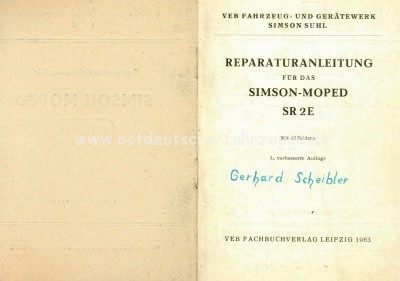 VEB FAHRZEUG- UND GERÄTEWERK
SIMSON SUHL
REPARATURANLEITUNG
FÜR DAS
SIMSON-MOPED
SR 2 E
3., verbesserte Auflage
Gerhard Scheibler
VEB FACHBUCHVERLAG LEIPZIG 1963